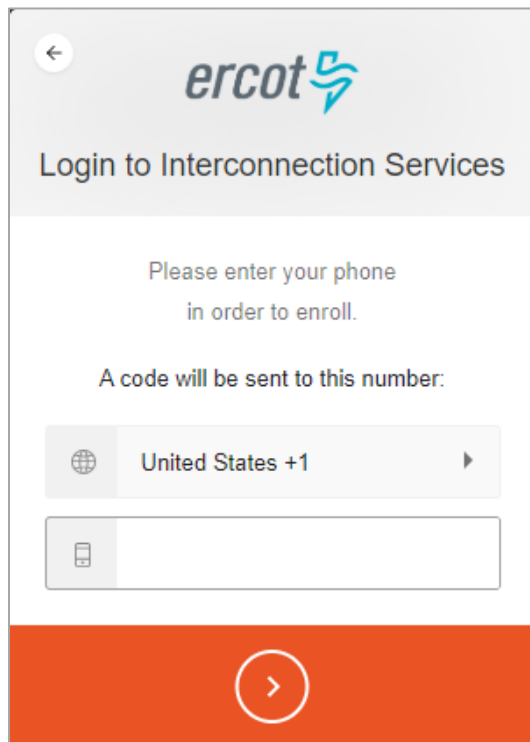 ercot
Login to Interconnection Services
Please enter your phone
in order to enroll.
A code will be sent to this number:
United States +1